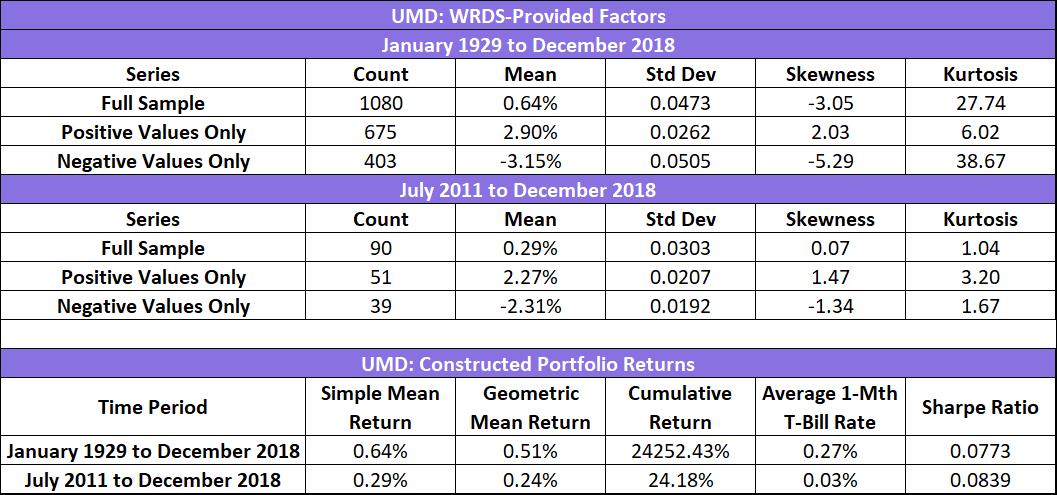 UMD: WRDS-Provided Factors
January 1929 to December 2018
Series Count Mean Std Dev Skewness Kurtosis
Full Sample 1080 0.64% 0.0473 -3.05 27.74
Positive Values Only 675 2.90% 0.0262 2.03 6.02
Negative Values Only 403 -3.15% 0.0505 -5.29 38.67
July 2011 to December 2018
Series Count Mean Std Dev Skewness Kurtosis
Full Sample 90 0.29% 0.0303 0.07 1.04
Positive Values Only 51 2.27% 0.0207 1.47 3.20
Negative Values Only 39 -2.31% 0.0192 -1.34 1.67
UMD: Constructed Portfolio Returns
Time Period Simple Mean Return Geometric Mean Return Cumulative Return Average 1-Mth T-Bill Rate Sharpe Ratio
January 1929 to December 2018 0.64% 0.51% 24252.43% 0.27% 0.0773
July 2011 to December 2018 0.29% 0.24% 24.18% 0.03% 0.0839